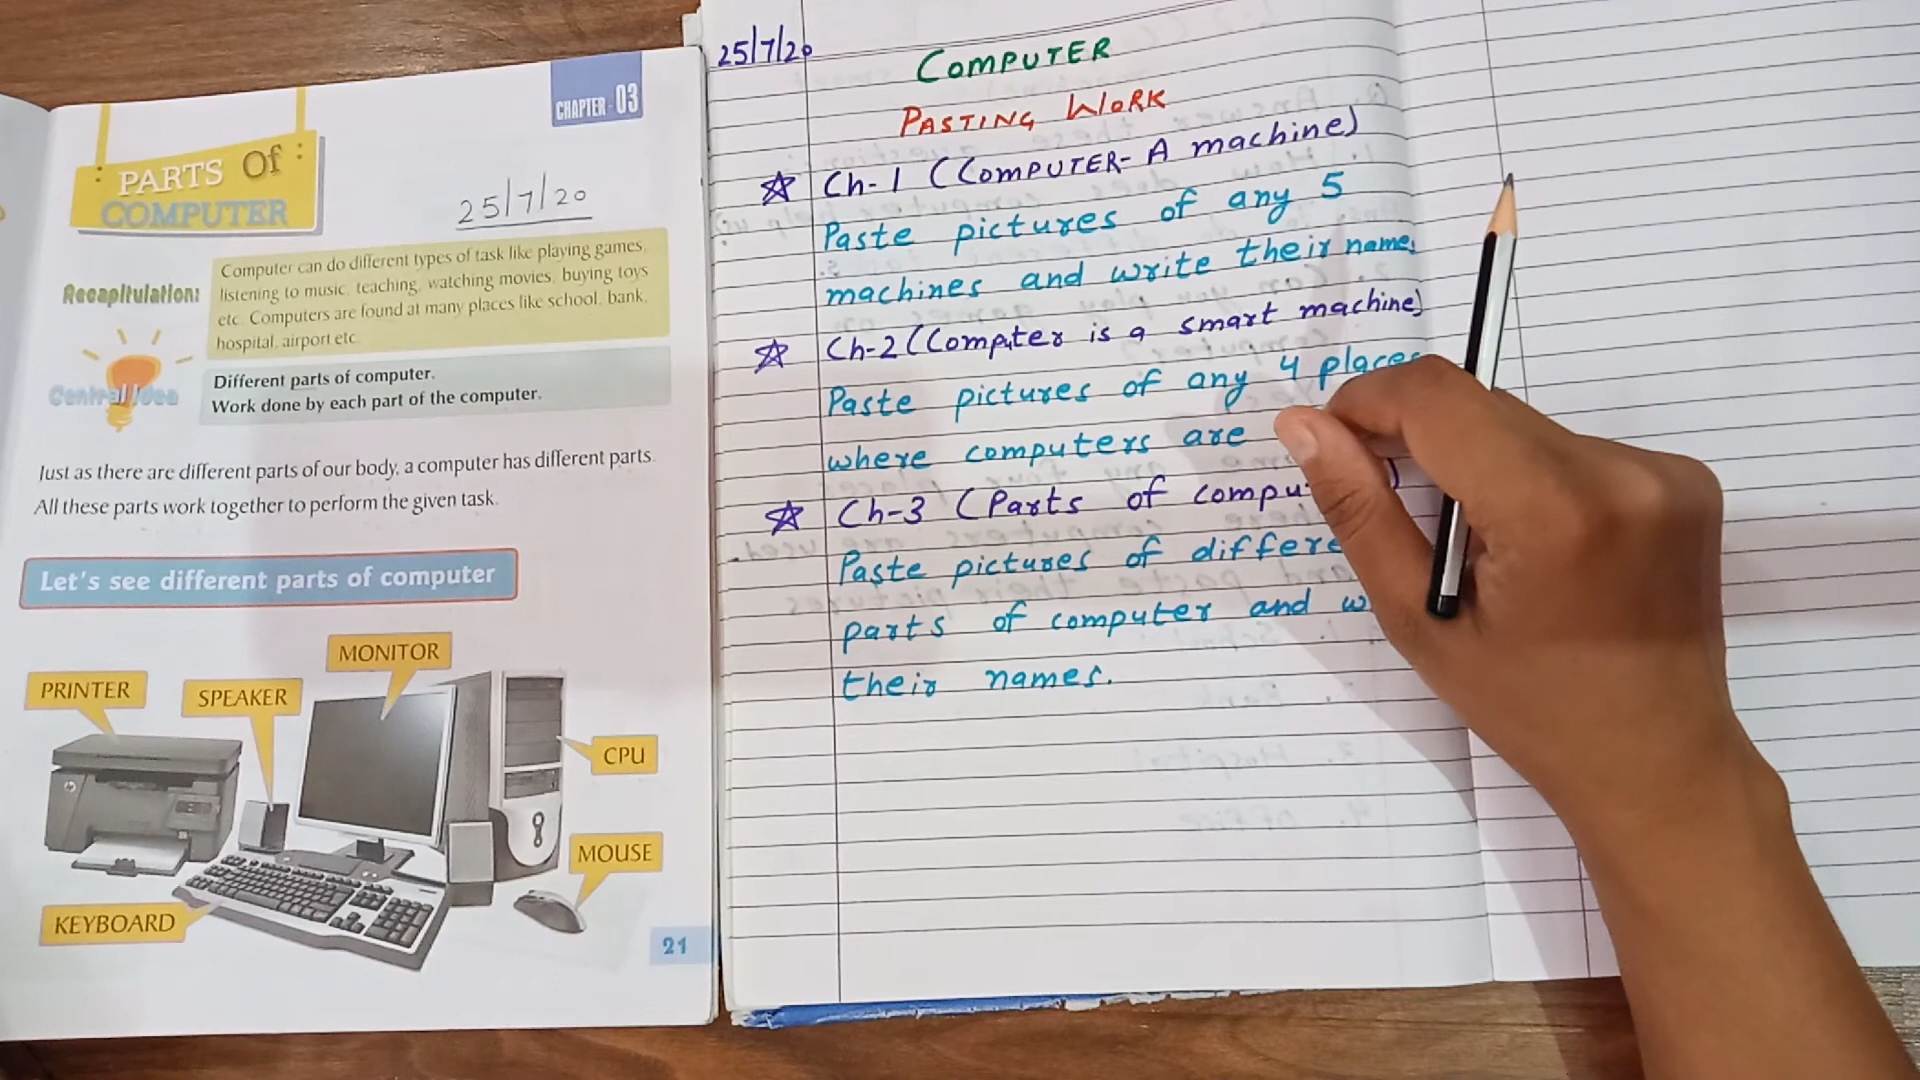 CHAPTER - 03
PARTS Of
COMPUTER
25/7/20
Recapitulation:
Computer can do different types of task like playing games,
listening to music, teaching, watching movies, buying toys
etc. Computers are found at many places like school, bank,
hospital, airport etc.
Central Idea
Different parts of computer.
Work done by each part of the computer.
Just as there are different parts of our body, a computer has different parts.
All these parts work together to perform the given task.
Let's see different parts of computer
MONITOR
PRINTER
SPEAKER
CPU
MOUSE
KEYBOARD
21
25/7/20
COMPUTER
PASTING WORK
☆ Ch-1 (COMPUTER- A machine)
Paste pictures of any 5
machines and write their name.
☆ Ch-2 (Computer is a smart machine)
Paste pictures of any 4 places
where computers are
☆ Ch-3 (Parts of compu )
Paste pictures of differe
parts of computer and w
their names.